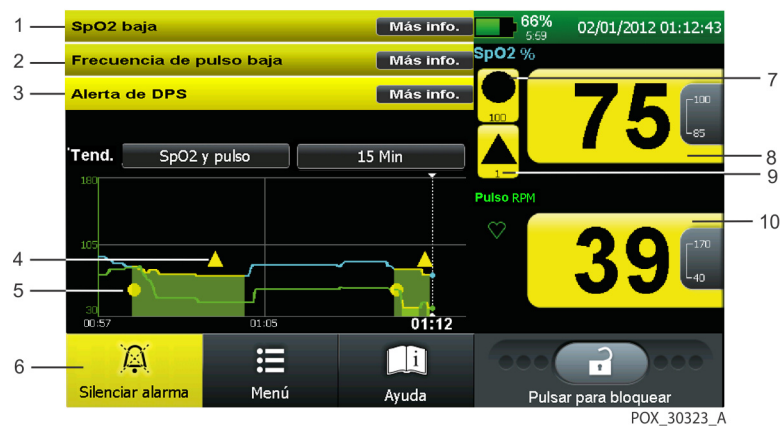 1 SpO2 baja Más info.
2 Frecuencia de pulso baja Más info.
3 Alerta de DPS Más info.
66%
5:59
02/01/2012 01:12:43
SpO2 %
7
100
75
100
85
8
1
9
Tend. SpO2 y pulso 15 Min
180
105
30
4
5
00:57 01:05 01:12
Pulso RPM
10
39
170
40
6 Silenciar alarma Menú Ayuda Pulsar para bloquear
POX_30323_A